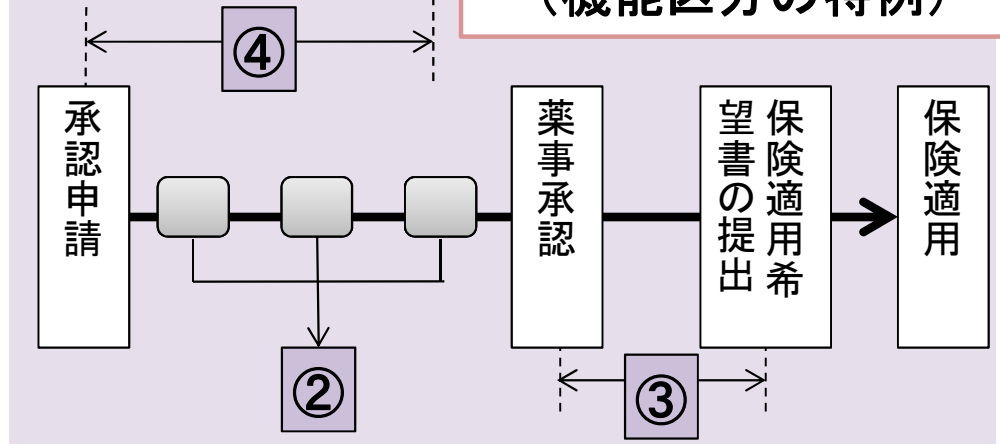 （機能区分の特例）
④
承認申請
薬事承認
保険適用希
望書の提出
保険適用
②
③